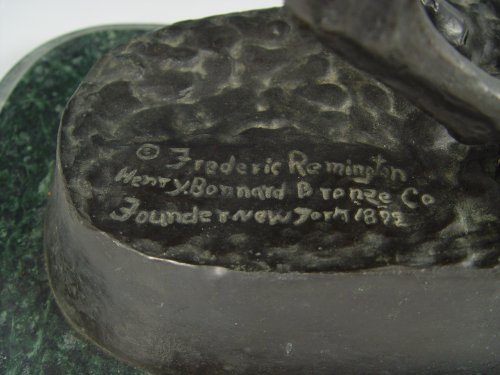 © Frederic Remington
Henry.Bonnard Bronze Co
Founder New York 1892